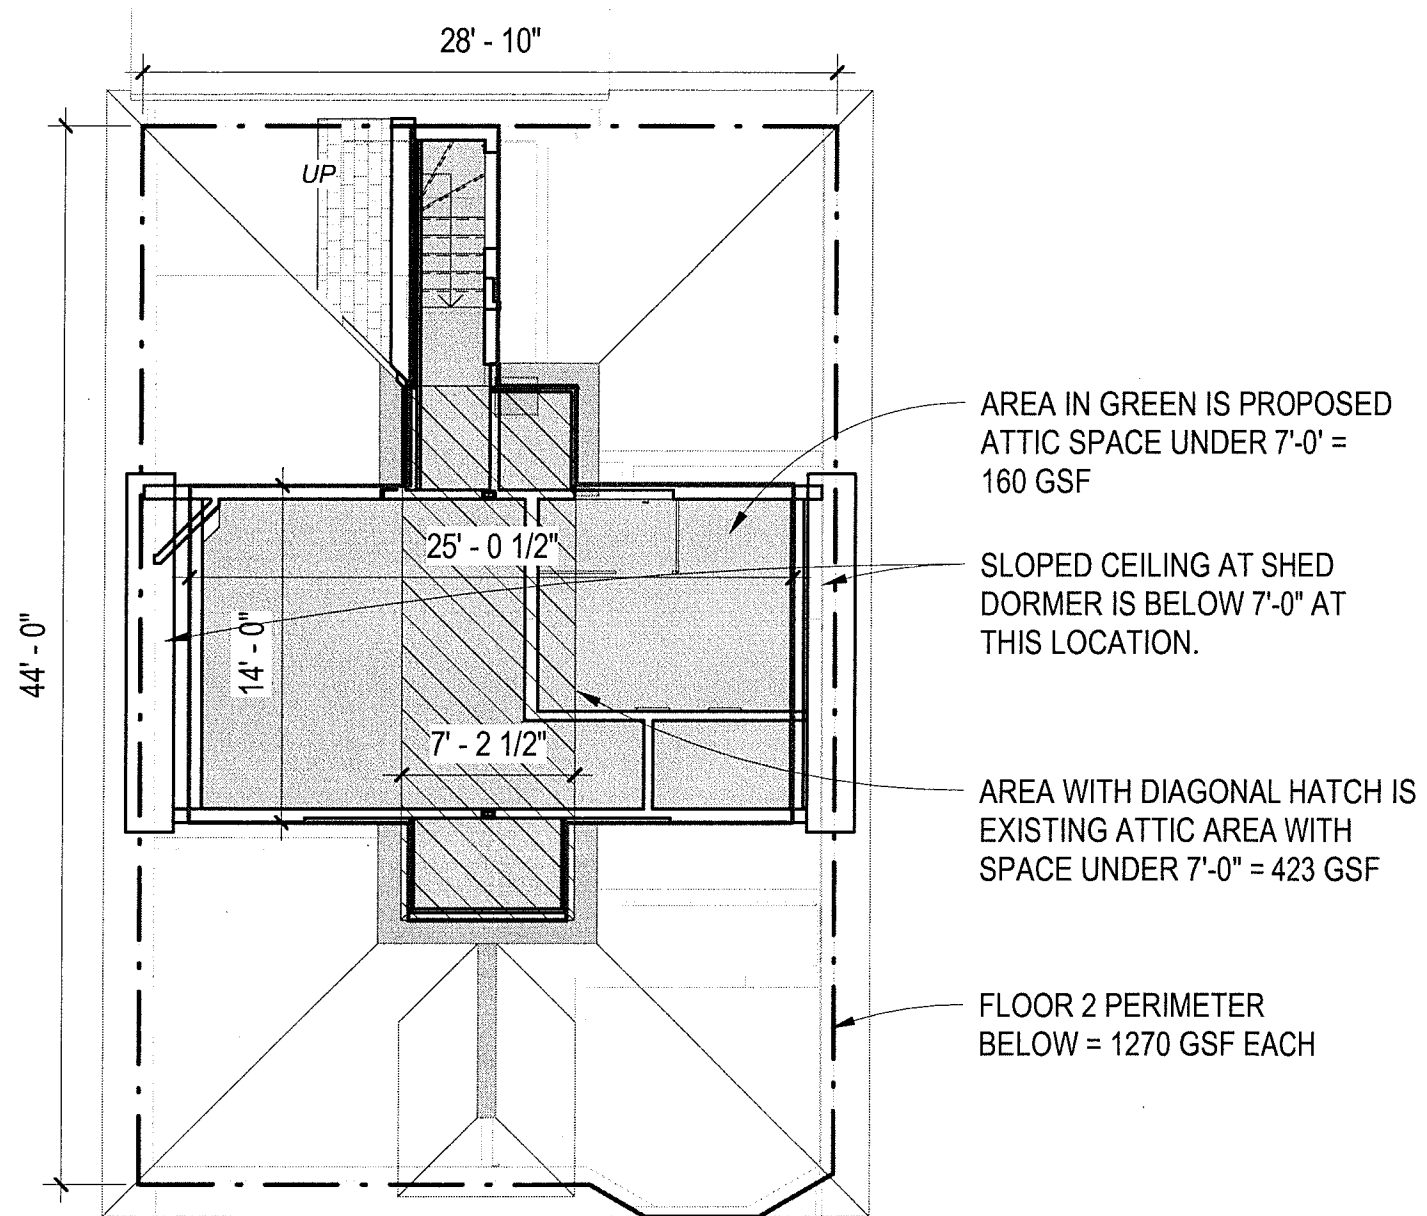 28' - 10"
UP
AREA IN GREEN IS PROPOSED
ATTIC SPACE UNDER 7'-0' =
160 GSF
25' - 0 1/2"
SLOPED CEILING AT SHED
DORMER IS BELOW 7'-0" AT
THIS LOCATION.
44' - 0"
14' - 0"
7' - 2 1/2"
AREA WITH DIAGONAL HATCH IS
EXISTING ATTIC AREA WITH
SPACE UNDER 7'-0" = 423 GSF
FLOOR 2 PERIMETER
BELOW = 1270 GSF EACH